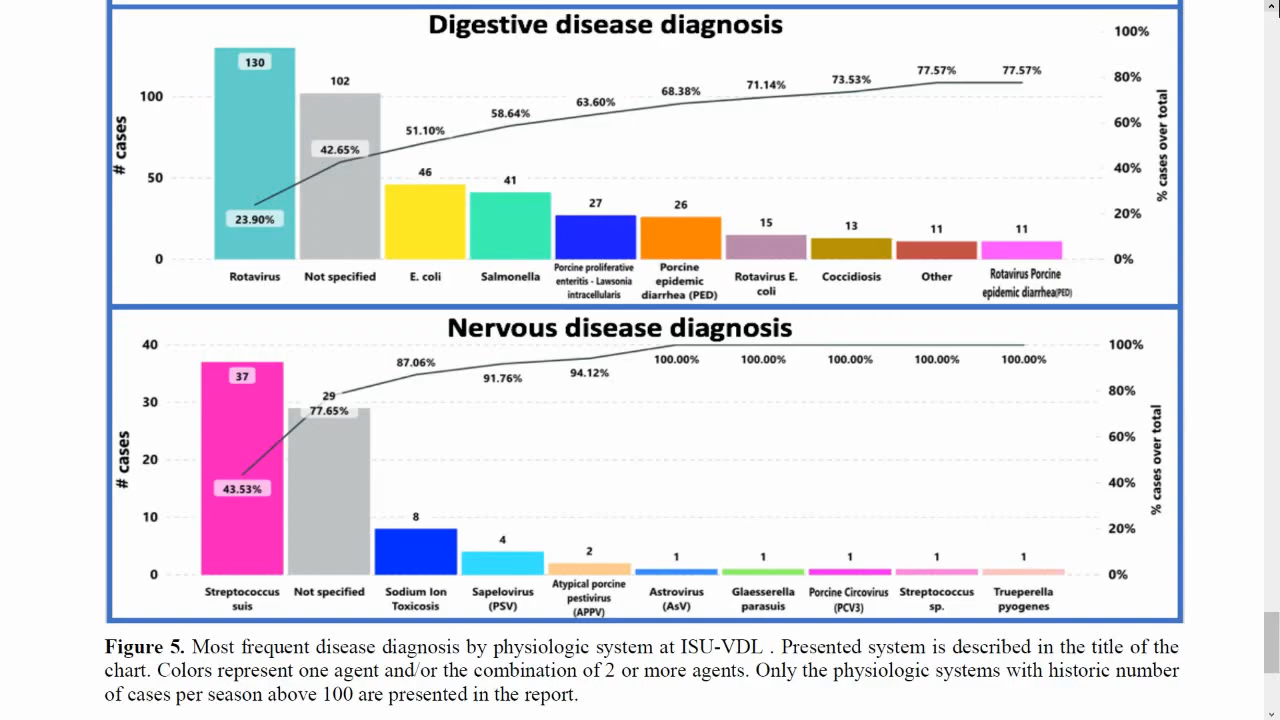 Digestive disease diagnosis
100%
130
102
77.57% 77.57%
73.53%
71.14%
68.38%
63.60%
58.64%
51.10%
42.65%
23.90%
80%
60%
40%
20%
0%
100
50
0
# cases
% cases over total
46
41
27
26
15
13
11
11
Rotavirus
Not specified
E. coli
Salmonella
Porcine proliferative
enteritis - Lawsonia
intracellularis
Porcine
epidemic
diarrhea (PED)
Rotavirus E.
coli
Coccidiosis
Other
Rotavirus Porcine
epidemic diarrhea(PED)
Nervous disease diagnosis
40
30
20
10
0
# cases
100%
80%
60%
40%
20%
0%
% cases over total
37
43.53%
29
77.65%
87.06%
91.76%
94.12%
100.00% 100.00% 100.00% 100.00% 100.00%
8
4
2
1
1
1
1
1
Streptococcus
suis
Not specified
Sodium Ion
Toxicosis
Sapelovirus
(PSV)
Atypical porcine
pestivirus
(APPV)
Astrovirus
(AsV)
Glaesserella
parasuis
Porcine Circovirus
(PCV3)
Streptococcus
sp.
Trueperella
pyogenes
Figure 5. Most frequent disease diagnosis by physiologic system at ISU-VDL . Presented system is described in the title of the
chart. Colors represent one agent and/or the combination of 2 or more agents. Only the physiologic systems with historic number
of cases per season above 100 are presented in the report.